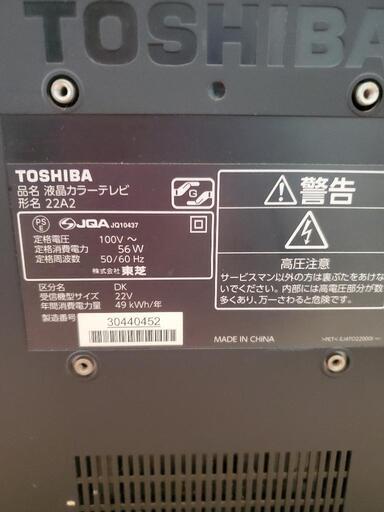 TOSHIBA
TOSHIBA
品名 液晶カラーテレビ
形名 22A2
PS
E
JQA JQ10437
定格電圧 100V ～
定格消費電力 56W
定格周波数 50/60Hz
株式会社 東芝
区分名 DK
受信機型サイズ 22V
年間消費電力量 49kWh/年
製造番号
30440452
G
警告
高圧注意
サービスマン以外の方は裏ぶたをあけな
いでください。内部には高電圧部分が数
多くあり、万一さわると危険です。
MADE IN CHINA